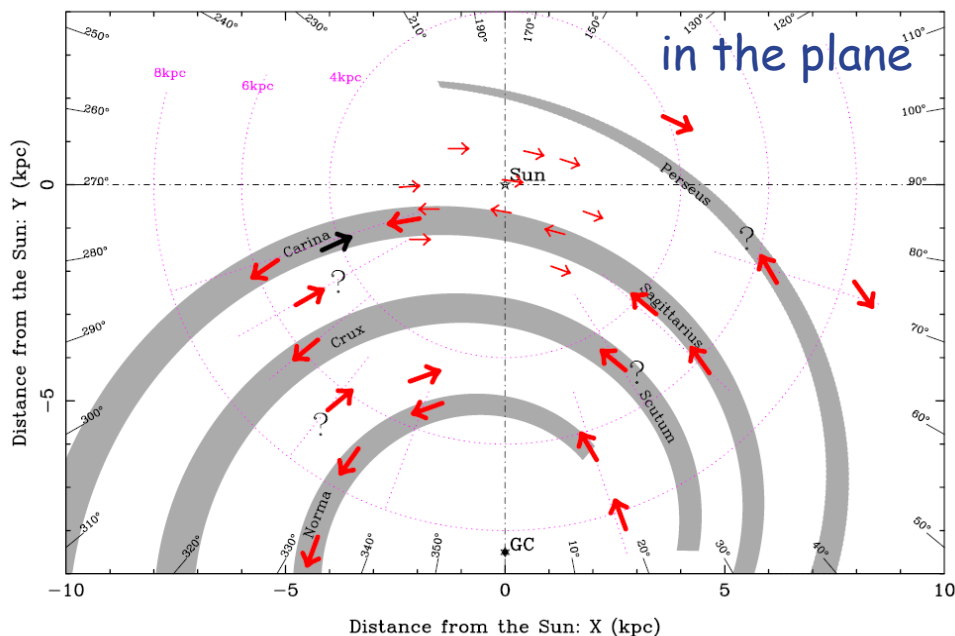 250° 240° 230° 210° 190° 170° 150° 130° 120° 110°
in the plane
8kpc 6kpc 4kpc
260° 100°
Perseus
Sun
0
270° 90°
Carina
?
280° 80°
?
Sagittarius
290° 70°
Crux
?
Scutum
-5
?
300° 60°
Norma
GC
310° 320° 330° 340° 350° 10° 20° 30° 40° 50°
-10 -5 0 5 10
Distance from the Sun: X (kpc)
Distance from the Sun: Y (kpc)